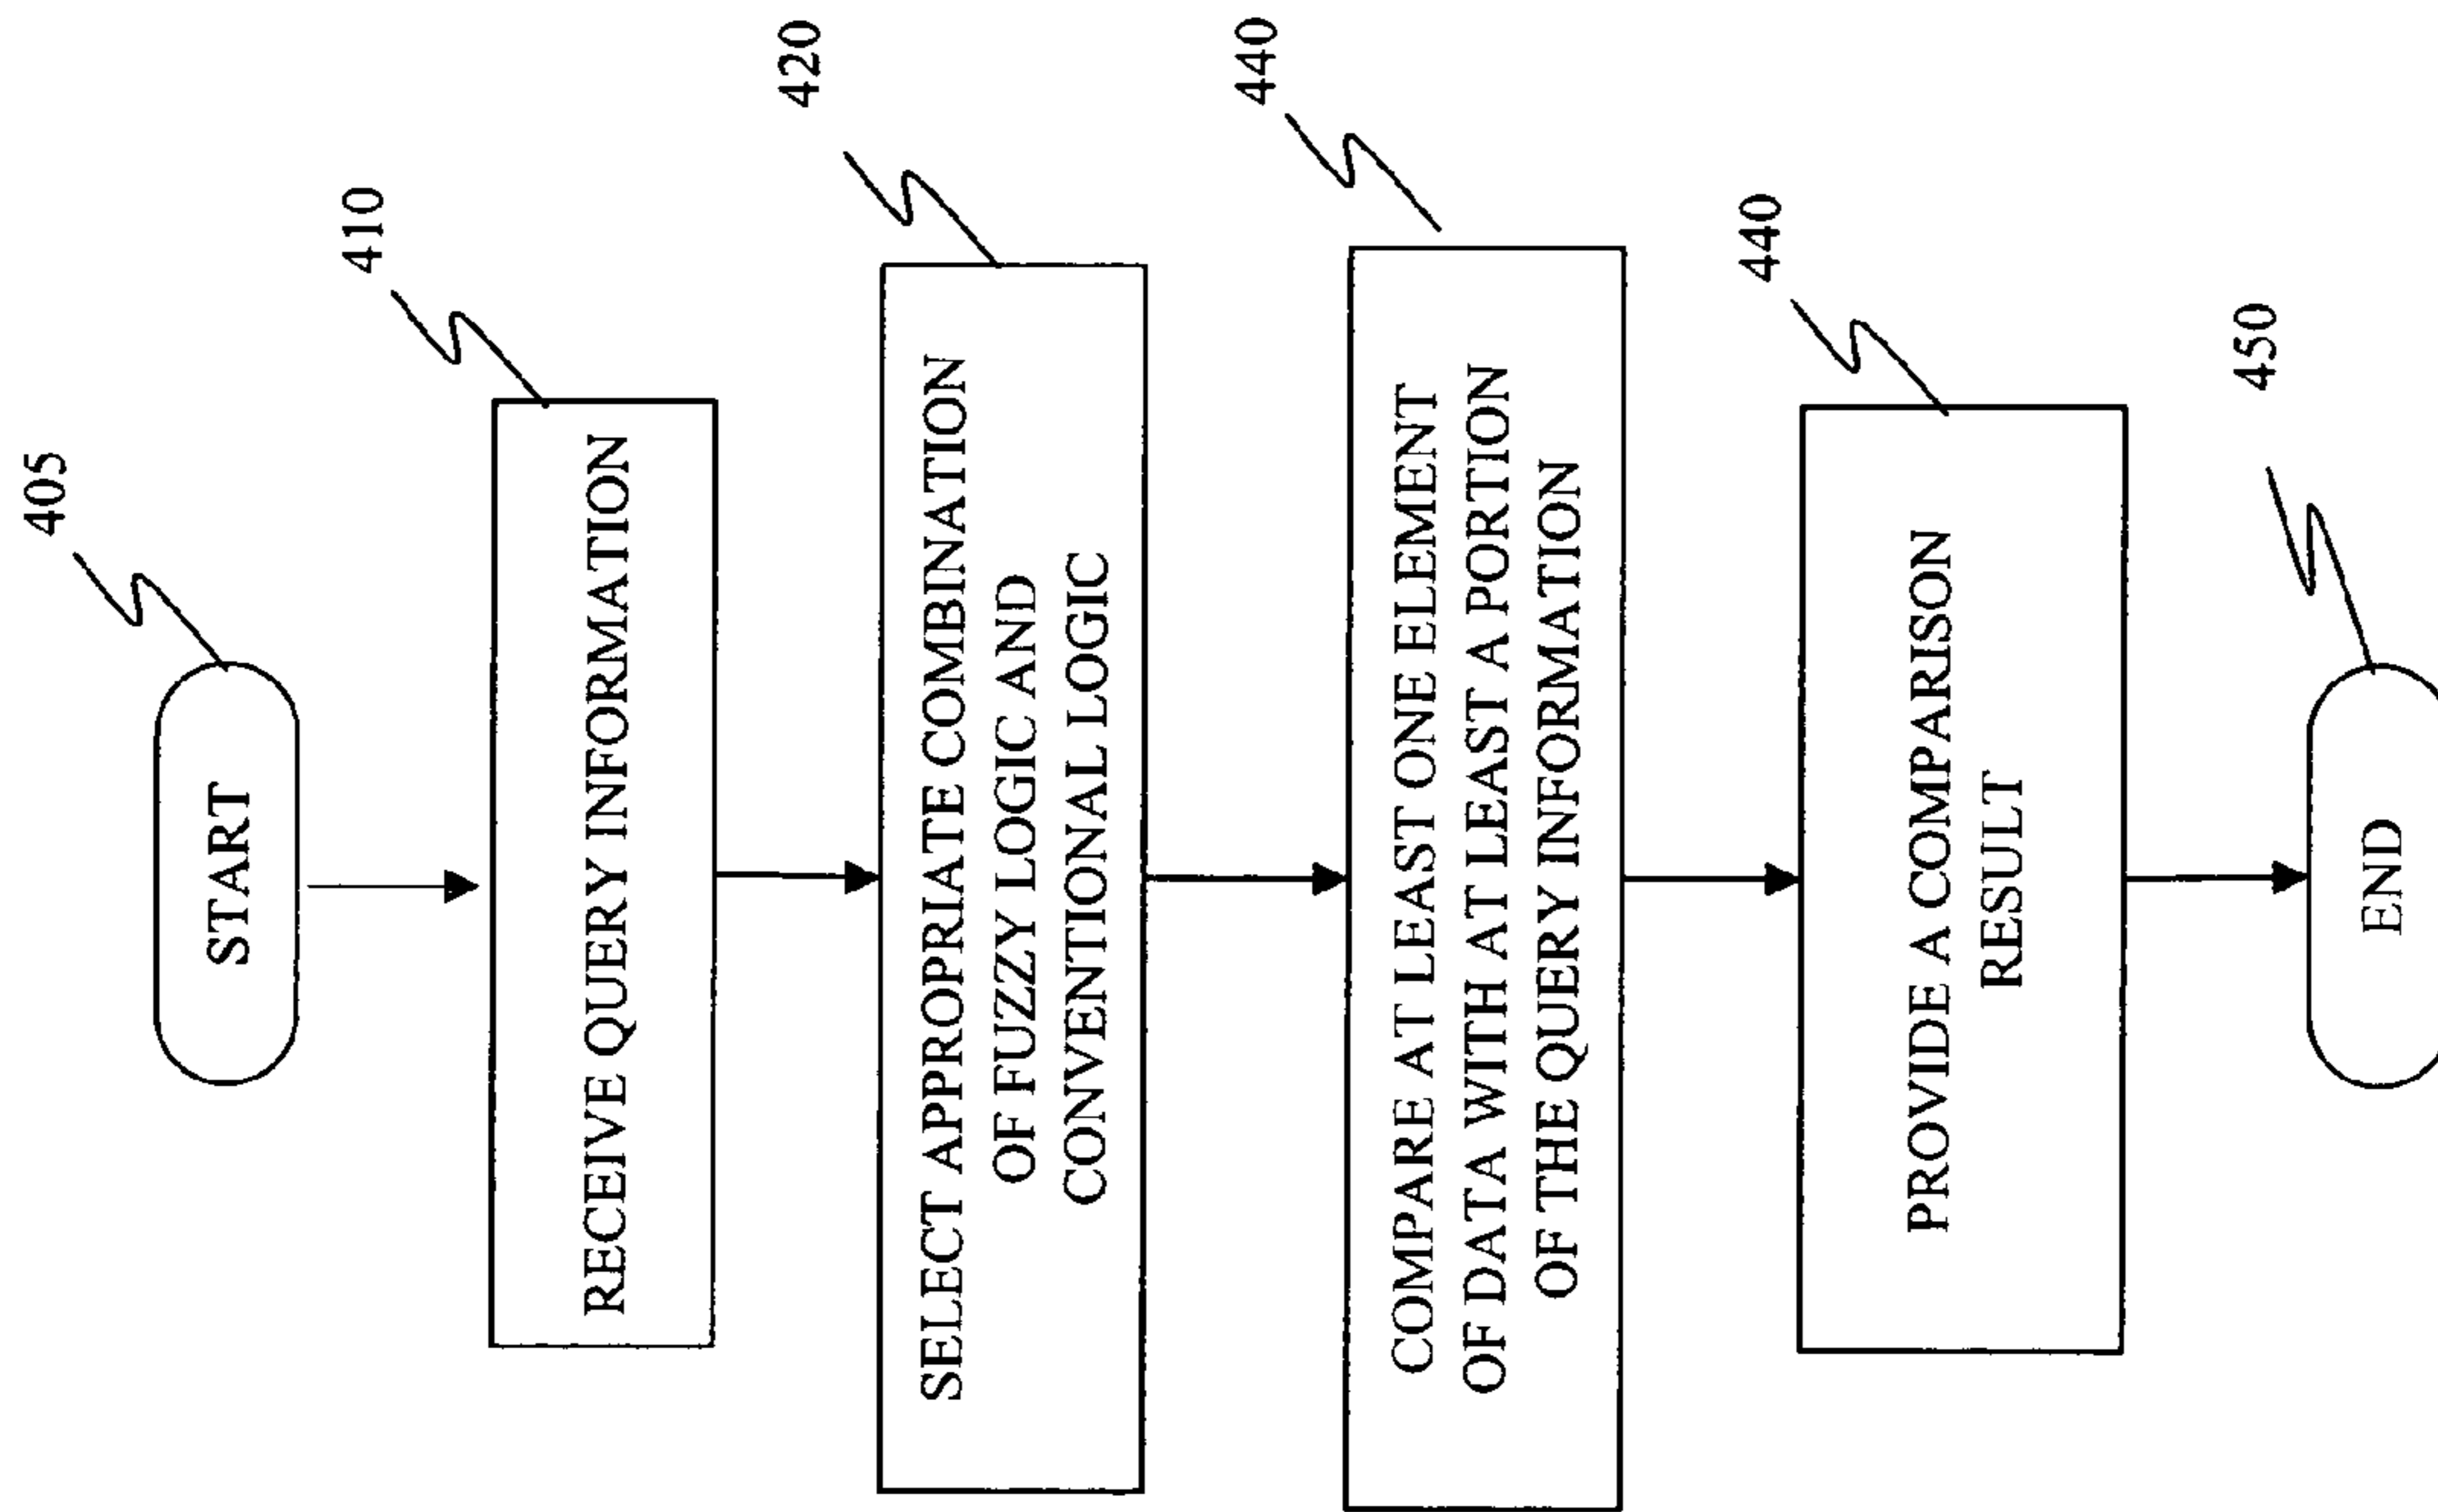 405
START
410
RECEIVE QUERY INFORMATION
420
SELECT APPROPRIATE COMBINATION
OF FUZZY LOGIC AND
CONVENTIONAL LOGIC
440
COMPARE AT LEAST ONE ELEMENT
OF DATA WITH AT LEAST A PORTION
OF THE QUERY INFORMATION
440
PROVIDE A COMPARISON
RESULT
450
END